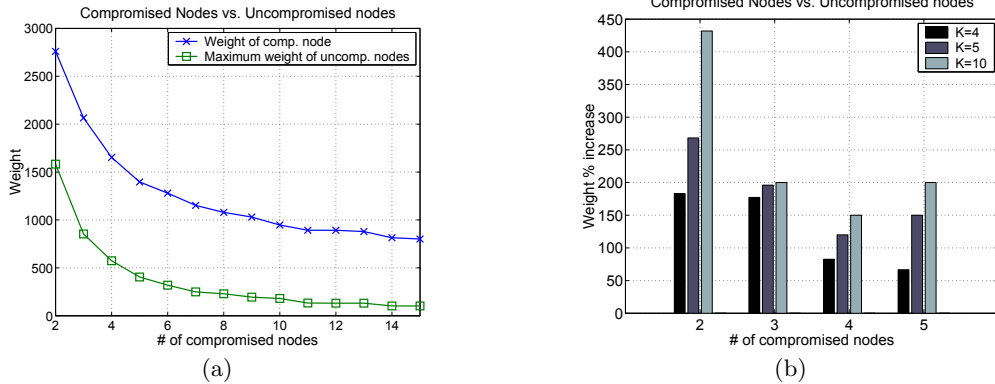 Compromised Nodes vs. Uncompromised nodes
3000
2500
2000
1500
1000
500
0
Weight
Weight of comp. node
Maximum weight of uncomp. nodes
2 4 6 8 10 12 14
# of compromised nodes
(a)
Compromised Nodes vs. Uncompromised nodes
450
400
350
300
250
200
150
100
50
0
Weight % increase
K=4
K=5
K=10
2 3 4 5
# of compromised nodes
(b)